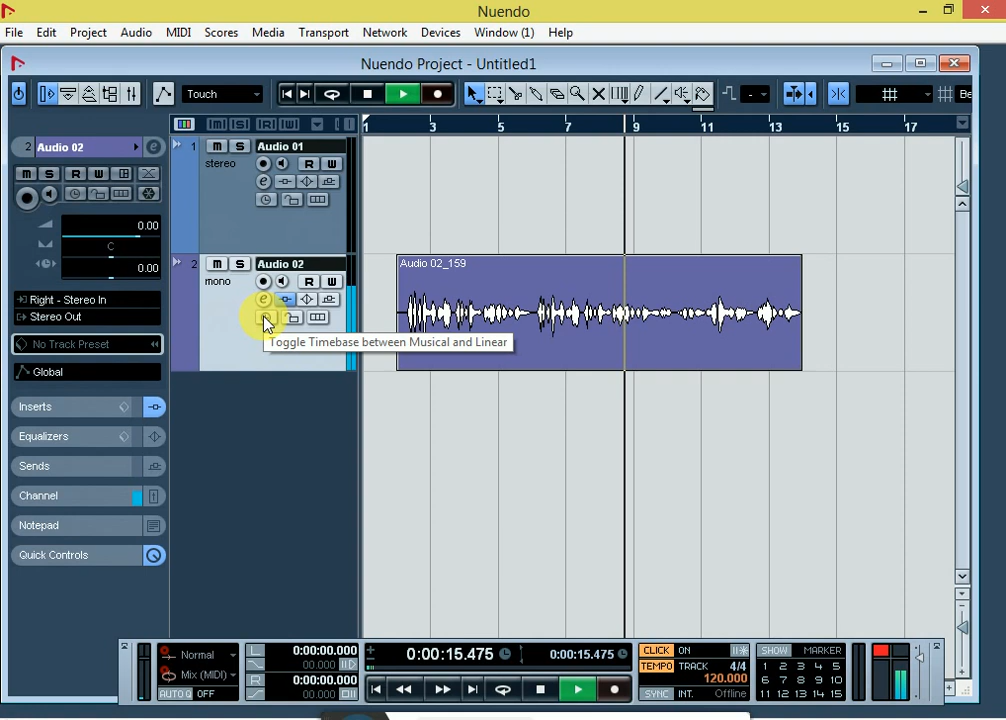 Nuendo
File Edit Project Audio MIDI Scores Media Transport Network Devices Window (1) Help
Nuendo Project - Untitled1
Touch
1 3 5 7 9 11 13 15 17
[m] [S] [R] [W]
2 Audio 02 e
m S R W
0.00
C
0.00
Right - Stereo In
Stereo Out
No Track Preset
Global
Inserts
Equalizers
Sends
Channel
Notepad
Quick Controls
1 m S Audio 01
stereo R W
e
2 m S Audio 02
mono R W
e
Audio 02_159
Toggle Timebase between Musical and Linear
Normal
Mix (MIDI)
AUTO Q OFF
L 0:00:00.000
00.000
R 0:00:00.000
00.000
0:00:15.475 0:00:15.475
CLICK ON
TEMPO TRACK 4/4
120.000
SYNC INT. Offline
SHOW MARKER
1 2 3 4 5
6 7 8 9 10
11 12 13 14 15